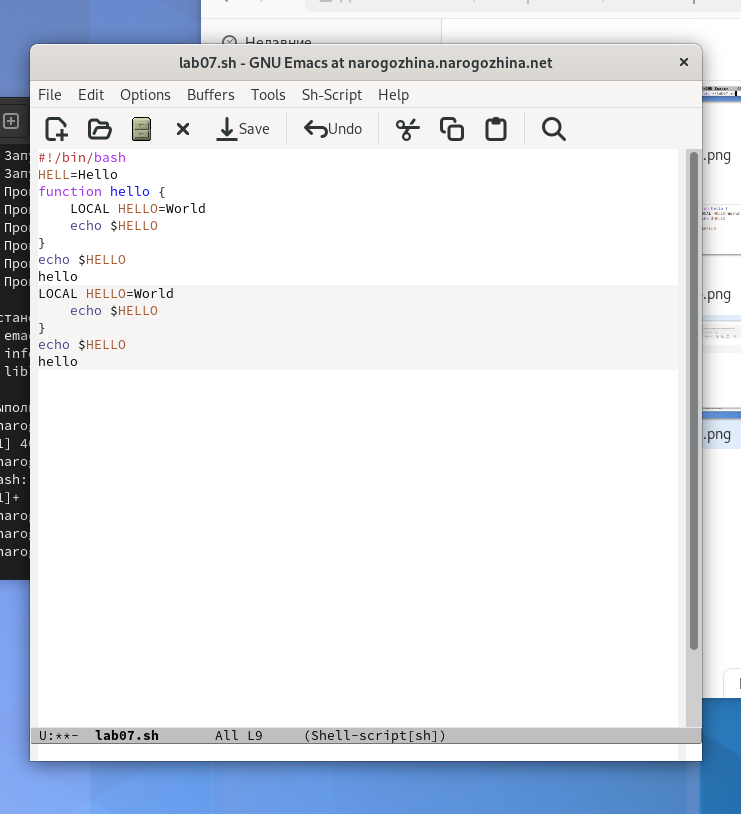 Недавние
lab07.sh - GNU Emacs at narogozhina.narogozhina.net
File Edit Options Buffers Tools Sh-Script Help
Save Undo
#!/bin/bash
HELL=Hello
function hello {
    LOCAL HELLO=World
    echo $HELLO
}
echo $HELLO
hello
LOCAL HELLO=World
    echo $HELLO
}
echo $HELLO
hello
U:**-  lab07.sh       All L9     (Shell-script[sh])
.png
.png
.png